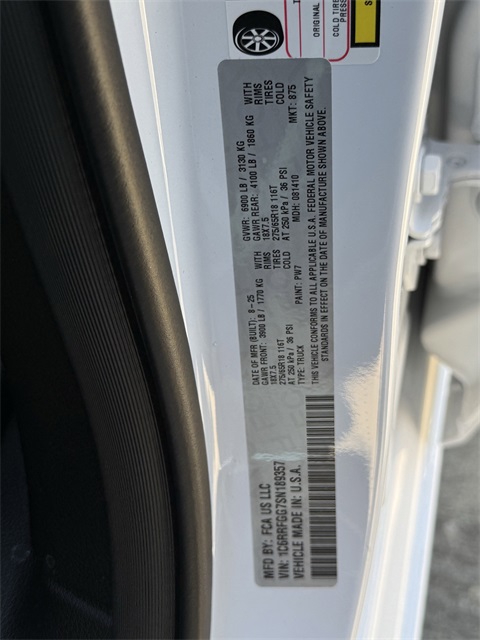 ORIGINAL
COLD TIRE
PRESS
MFD BY: FCA US LLC
VIN: 1C6RRFGG7SN189357
VEHICLE MADE IN: U.S.A.
DATE OF MFR (BUILT): 8-25
GVWR: 6900 LB / 3130 KG
GAWR FRONT: 3900 LB / 1770 KG WITH
GAWR REAR: 4100 LB / 1860 KG WITH
18X7.5 RIMS
18X7.5 RIMS
275/65R18 116T TIRES
275/65R18 116T TIRES
AT 250 kPa / 36 PSI COLD
AT 250 kPa / 36 PSI COLD
TYPE: TRUCK
PAINT: PW7
MDH: 081410
MKT: 875
THIS VEHICLE CONFORMS TO ALL APPLICABLE U.S.A. FEDERAL MOTOR VEHICLE SAFETY
STANDARDS IN EFFECT ON THE DATE OF MANUFACTURE SHOWN ABOVE.